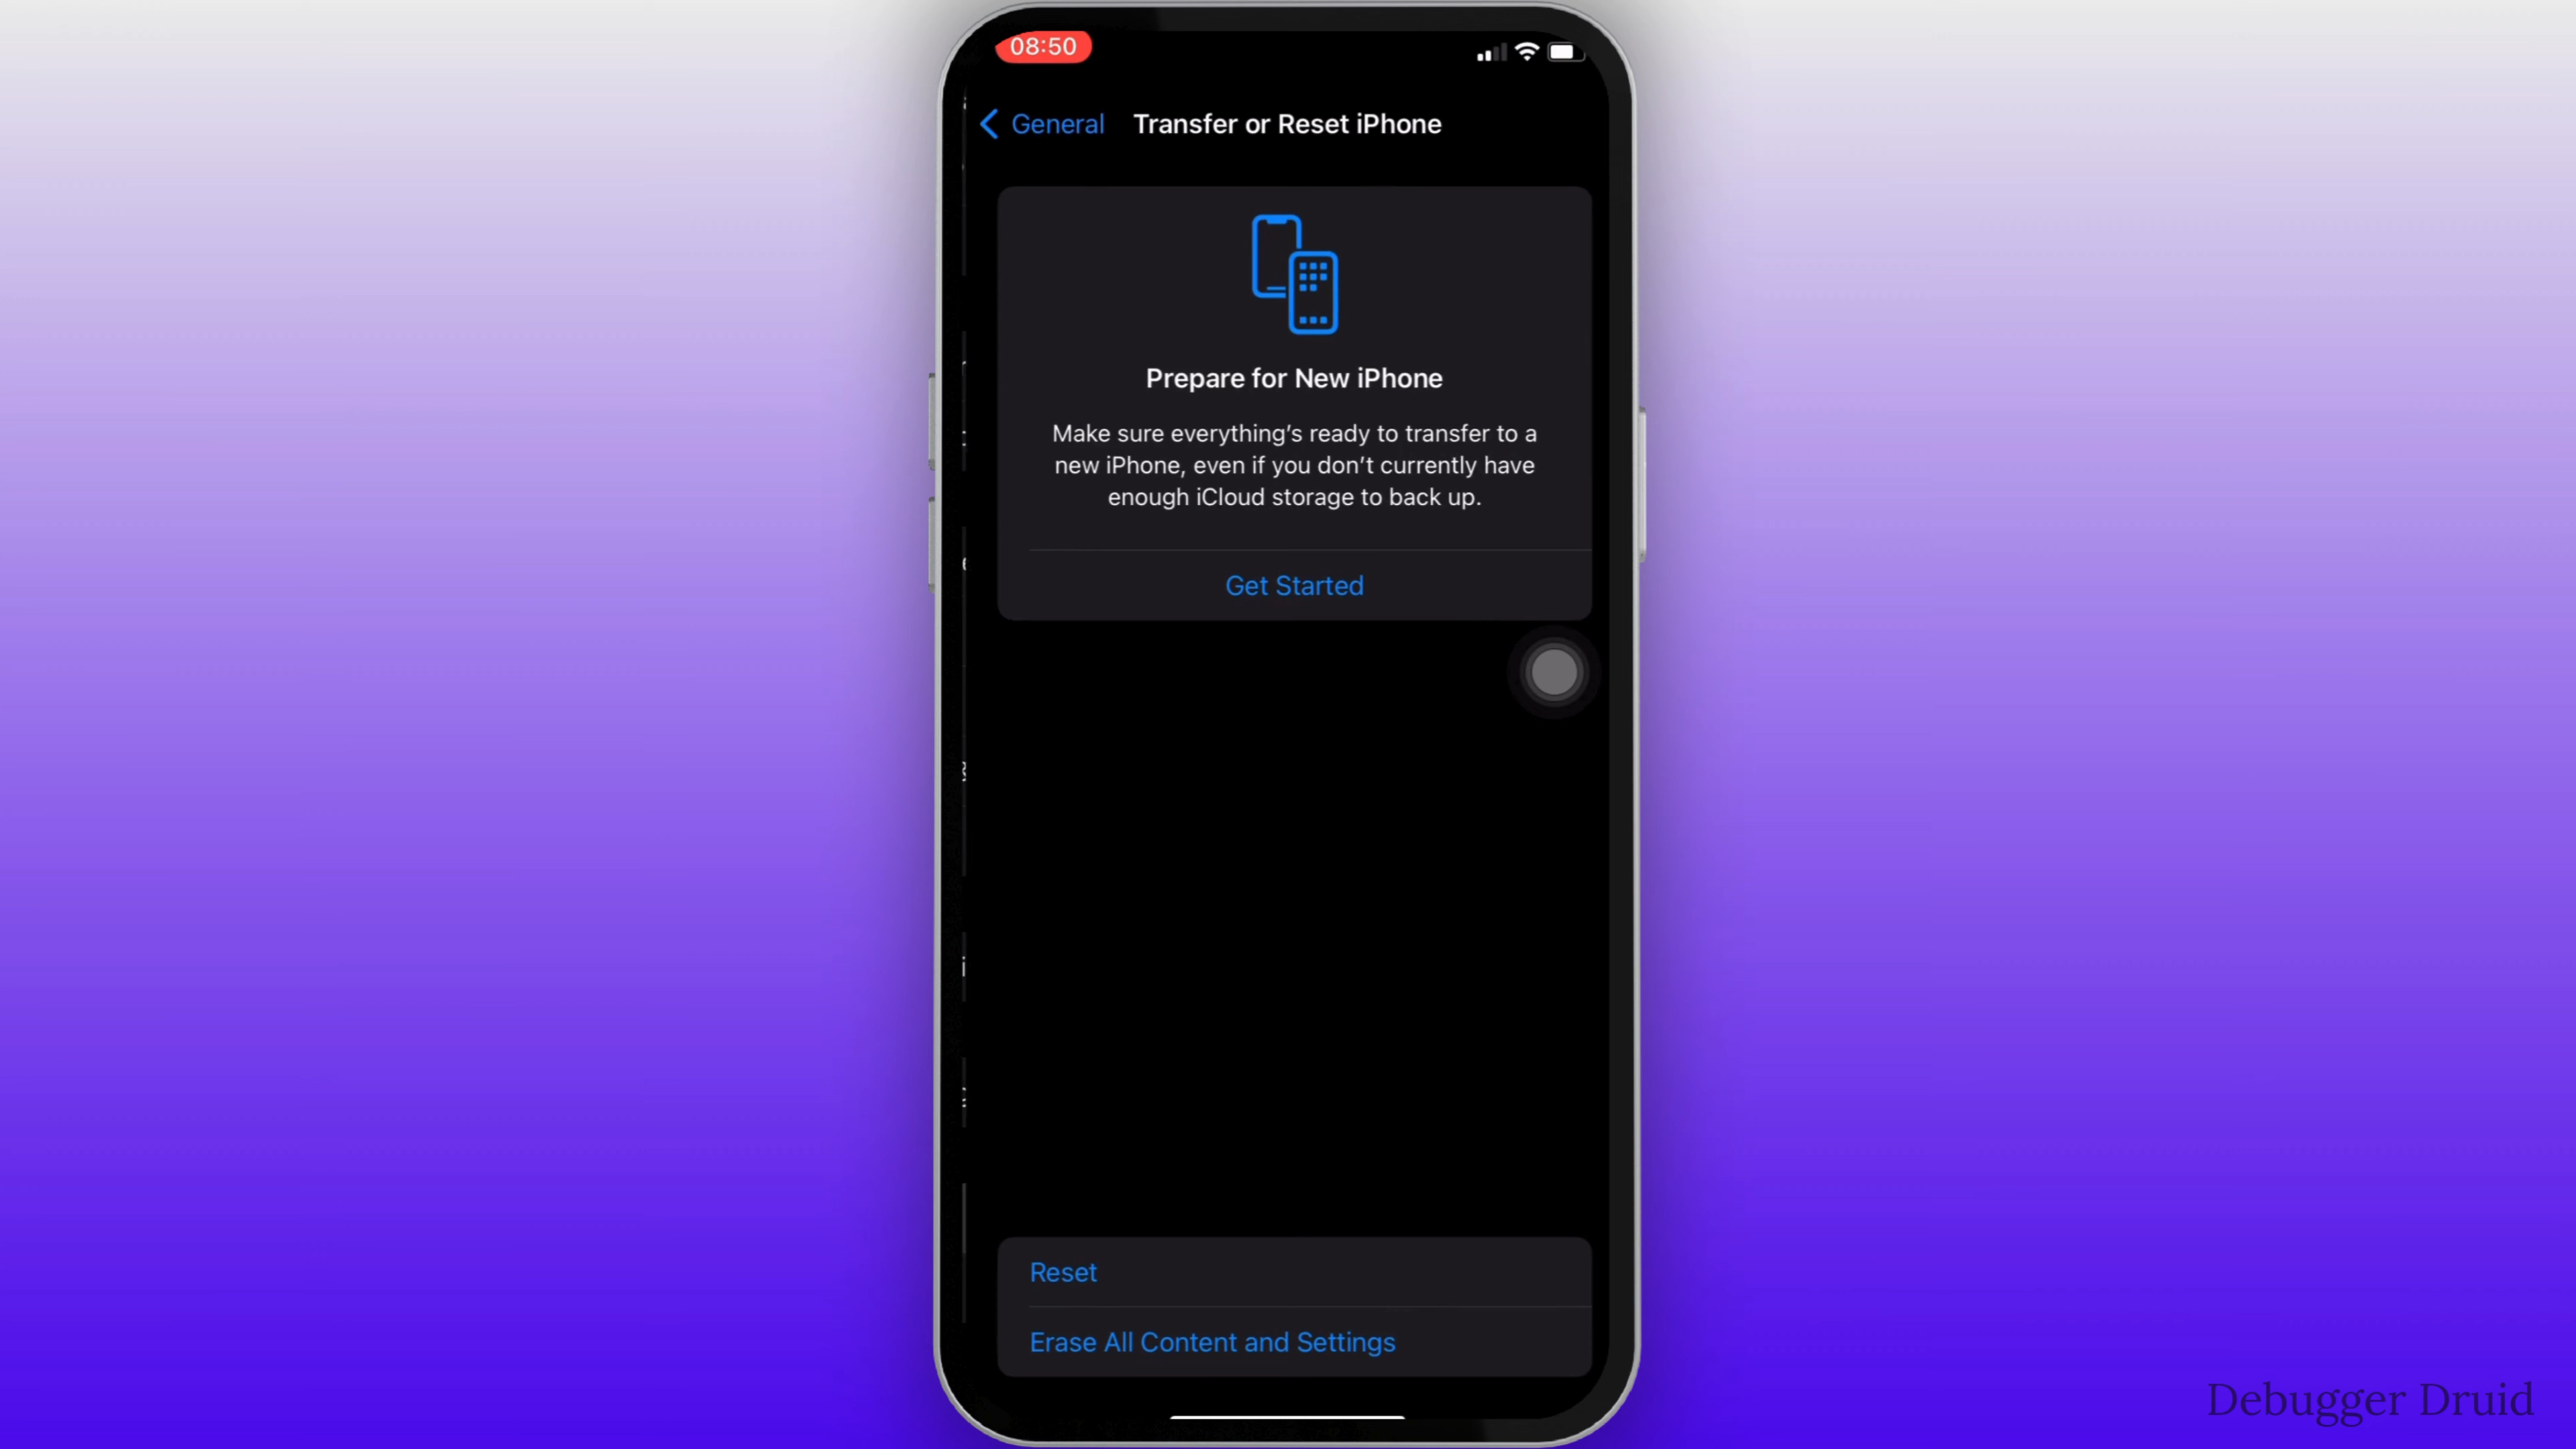 08:50
General
Transfer or Reset iPhone
Prepare for New iPhone
Make sure everything's ready to transfer to a
new iPhone, even if you don't currently have
enough iCloud storage to back up.
Get Started
Reset
Erase All Content and Settings
Debugger Druid